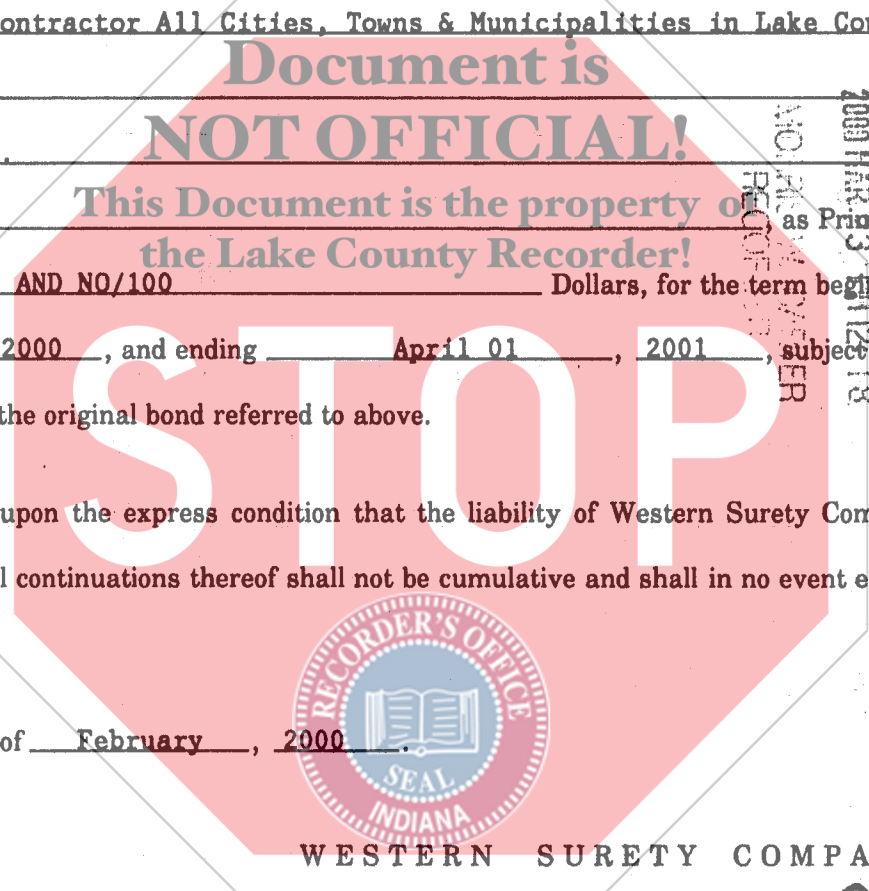 ontractor All Cities, Towns & Municipalities in Lake Cou
Document is
NOT OFFICIAL!
This Document is the property of
the Lake County Recorder!
, as Prin
AND NO/100 Dollars, for the term begi
2000 , and ending April 01 , 2001 , subject
the original bond referred to above.
STOP
upon the express condition that the liability of Western Surety Com
l continuations thereof shall not be cumulative and shall in no event e
RECORDER'S OFFICE
SEAL
INDIANA
of February , 2000 .
WESTERN SURETY COMPA
2000 MAR